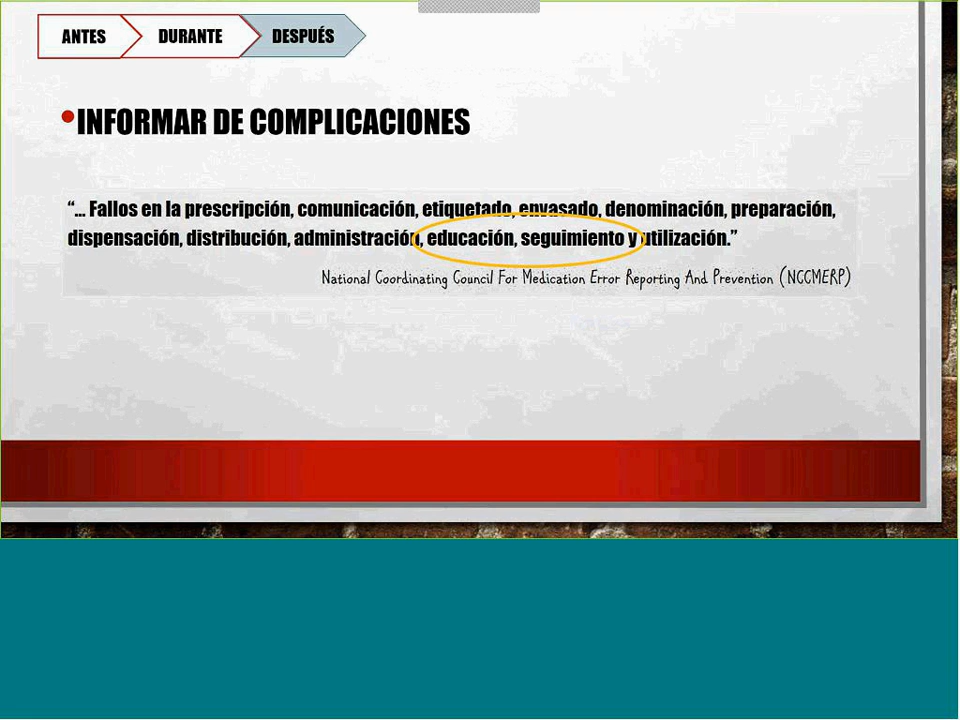 ANTES DURANTE DESPUÉS
•INFORMAR DE COMPLICACIONES
“... Fallos en la prescripción, comunicación, etiquetado, envasado, denominación, preparación,
dispensación, distribución, administración, educación, seguimiento y utilización.”
National Coordinating Council For Medication Error Reporting And Prevention (NCCMERP)